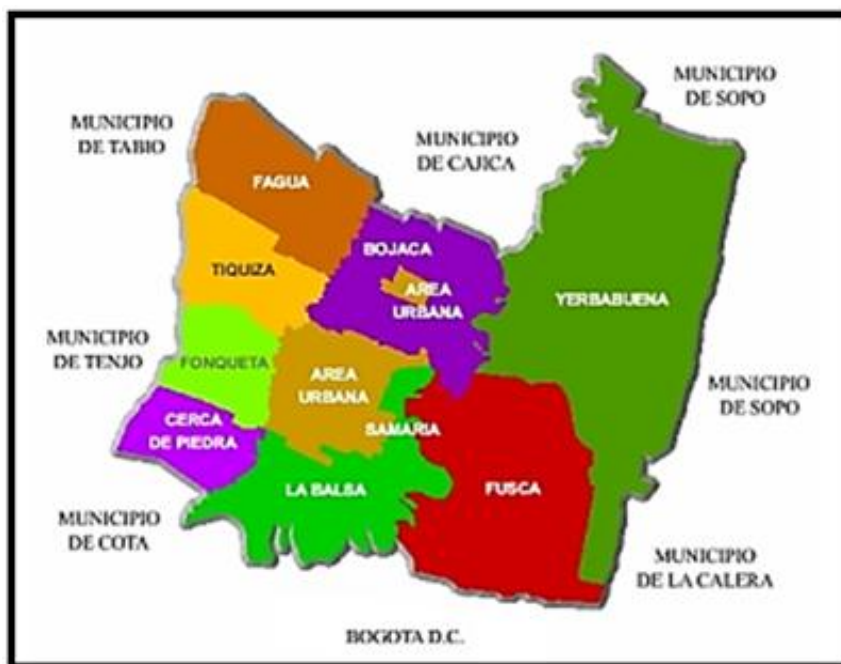 MUNICIPIO
DE SOPO
MUNICIPIO
DE TABIO
MUNICIPIO
DE CAJICA
FAGUA
BOJACA
TIQUIZA
AREA
URBANA
YERBABUENA
MUNICIPIO
DE TENJO
FONQUETA
AREA
URBANA
MUNICIPIO
DE SOPO
CERCA
DE PIEDRA
SAMARIA
LA BALSA
FUSCA
MUNICIPIO
DE COTA
MUNICIPIO
DE LA CALERA
BOGOTA D.C.